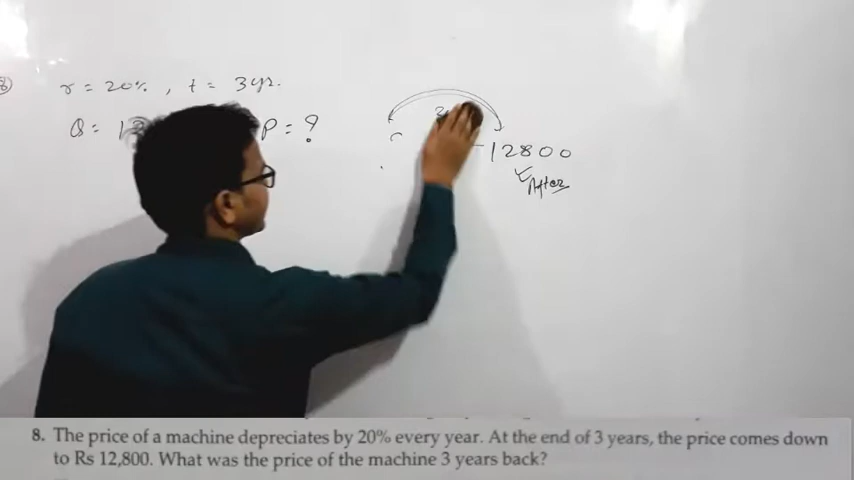 8
r = 20% , t = 3yr.
Q = 12 P = ?
12800
After
8. The price of a machine depreciates by 20% every year. At the end of 3 years, the price comes down
to Rs 12,800. What was the price of the machine 3 years back?